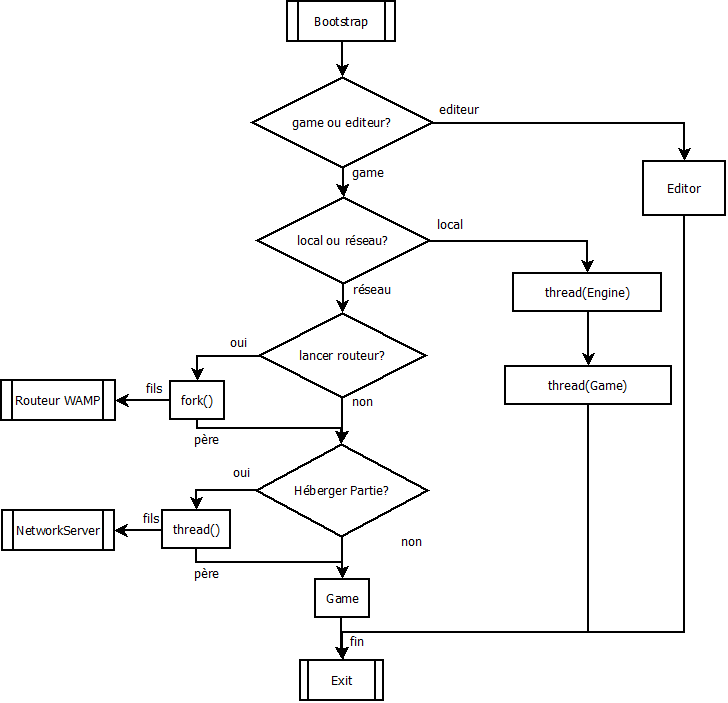 Bootstrap
editeur
game ou editeur?
game
Editor
local
local ou réseau?
réseau
thread(Engine)
oui
lancer routeur?
thread(Game)
fils
Routeur WAMP
fork()
non
père
oui
Héberger Partie?
fils
NetworkServer
thread()
non
père
Game
fin
Exit